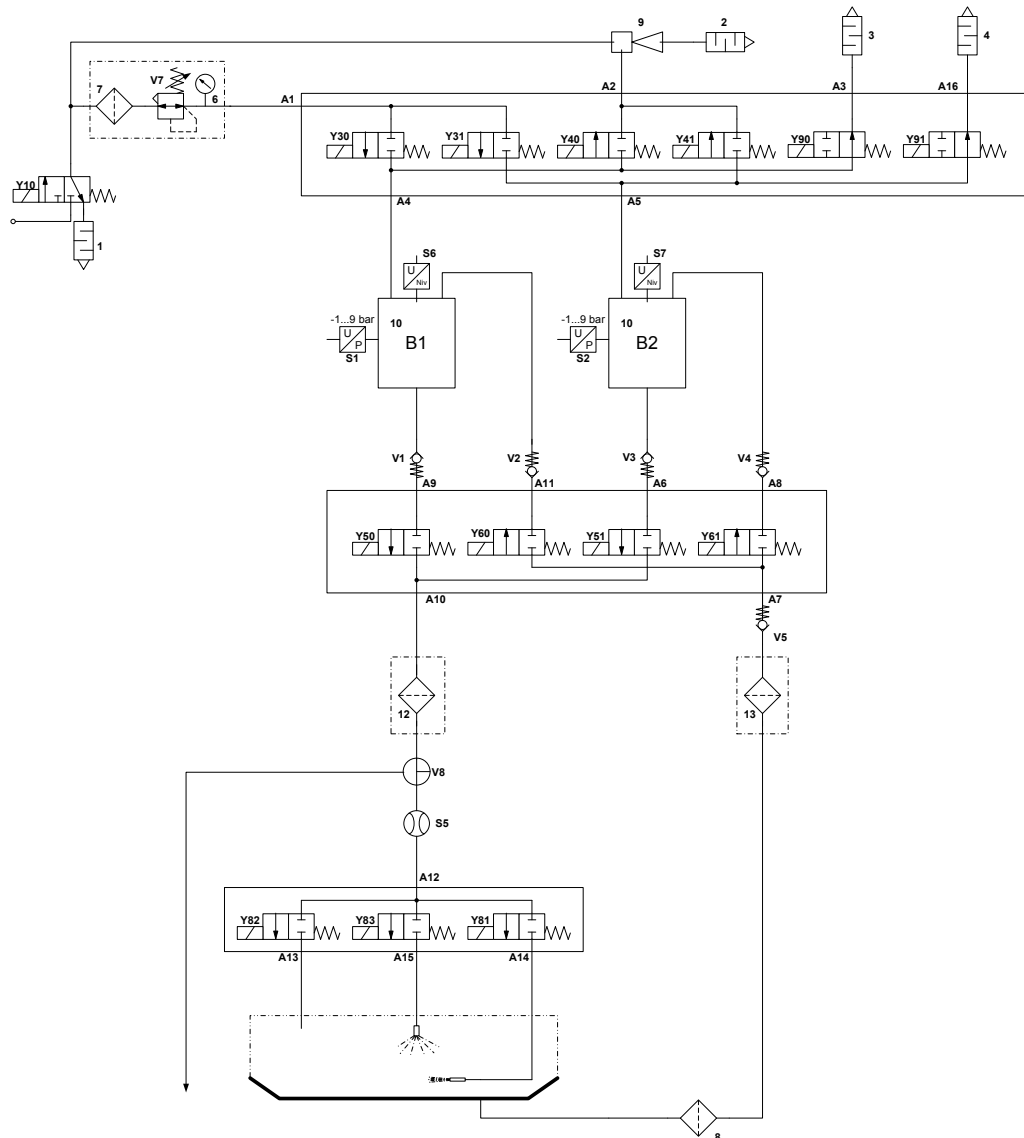 9
2
3
4
V7
7
6
A1
A2
A3
A16
Y30
Y31
Y40
Y41
Y90
Y91
Y10
A4
A5
1
S6
S7
U
Niv
U
Niv
-1...9 bar
10
-1...9 bar
10
U
P
B1
U
P
B2
S1
S2
V1
V2
V3
V4
A9
A11
A6
A8
Y50
Y60
Y51
Y61
A10
A7
V5
12
13
V8
S5
A12
Y82
Y83
Y81
A13
A15
A14
8